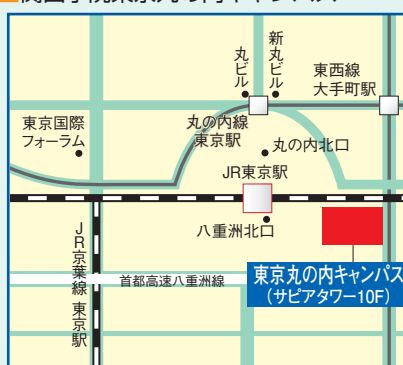 新丸ビル
丸ビル
東西線
大手町駅
東京国際
フォーラム
丸の内線
東京駅
丸の内北口
JR東京駅
八重洲北口
JR京葉線 東京駅
首都高速八重洲線
東京丸の内キャンパス
（サピアタワー10F）